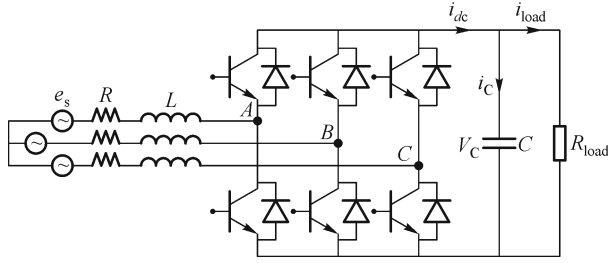 i_dc i_load
e_s R L A
i_C
B
C V_C C R_load